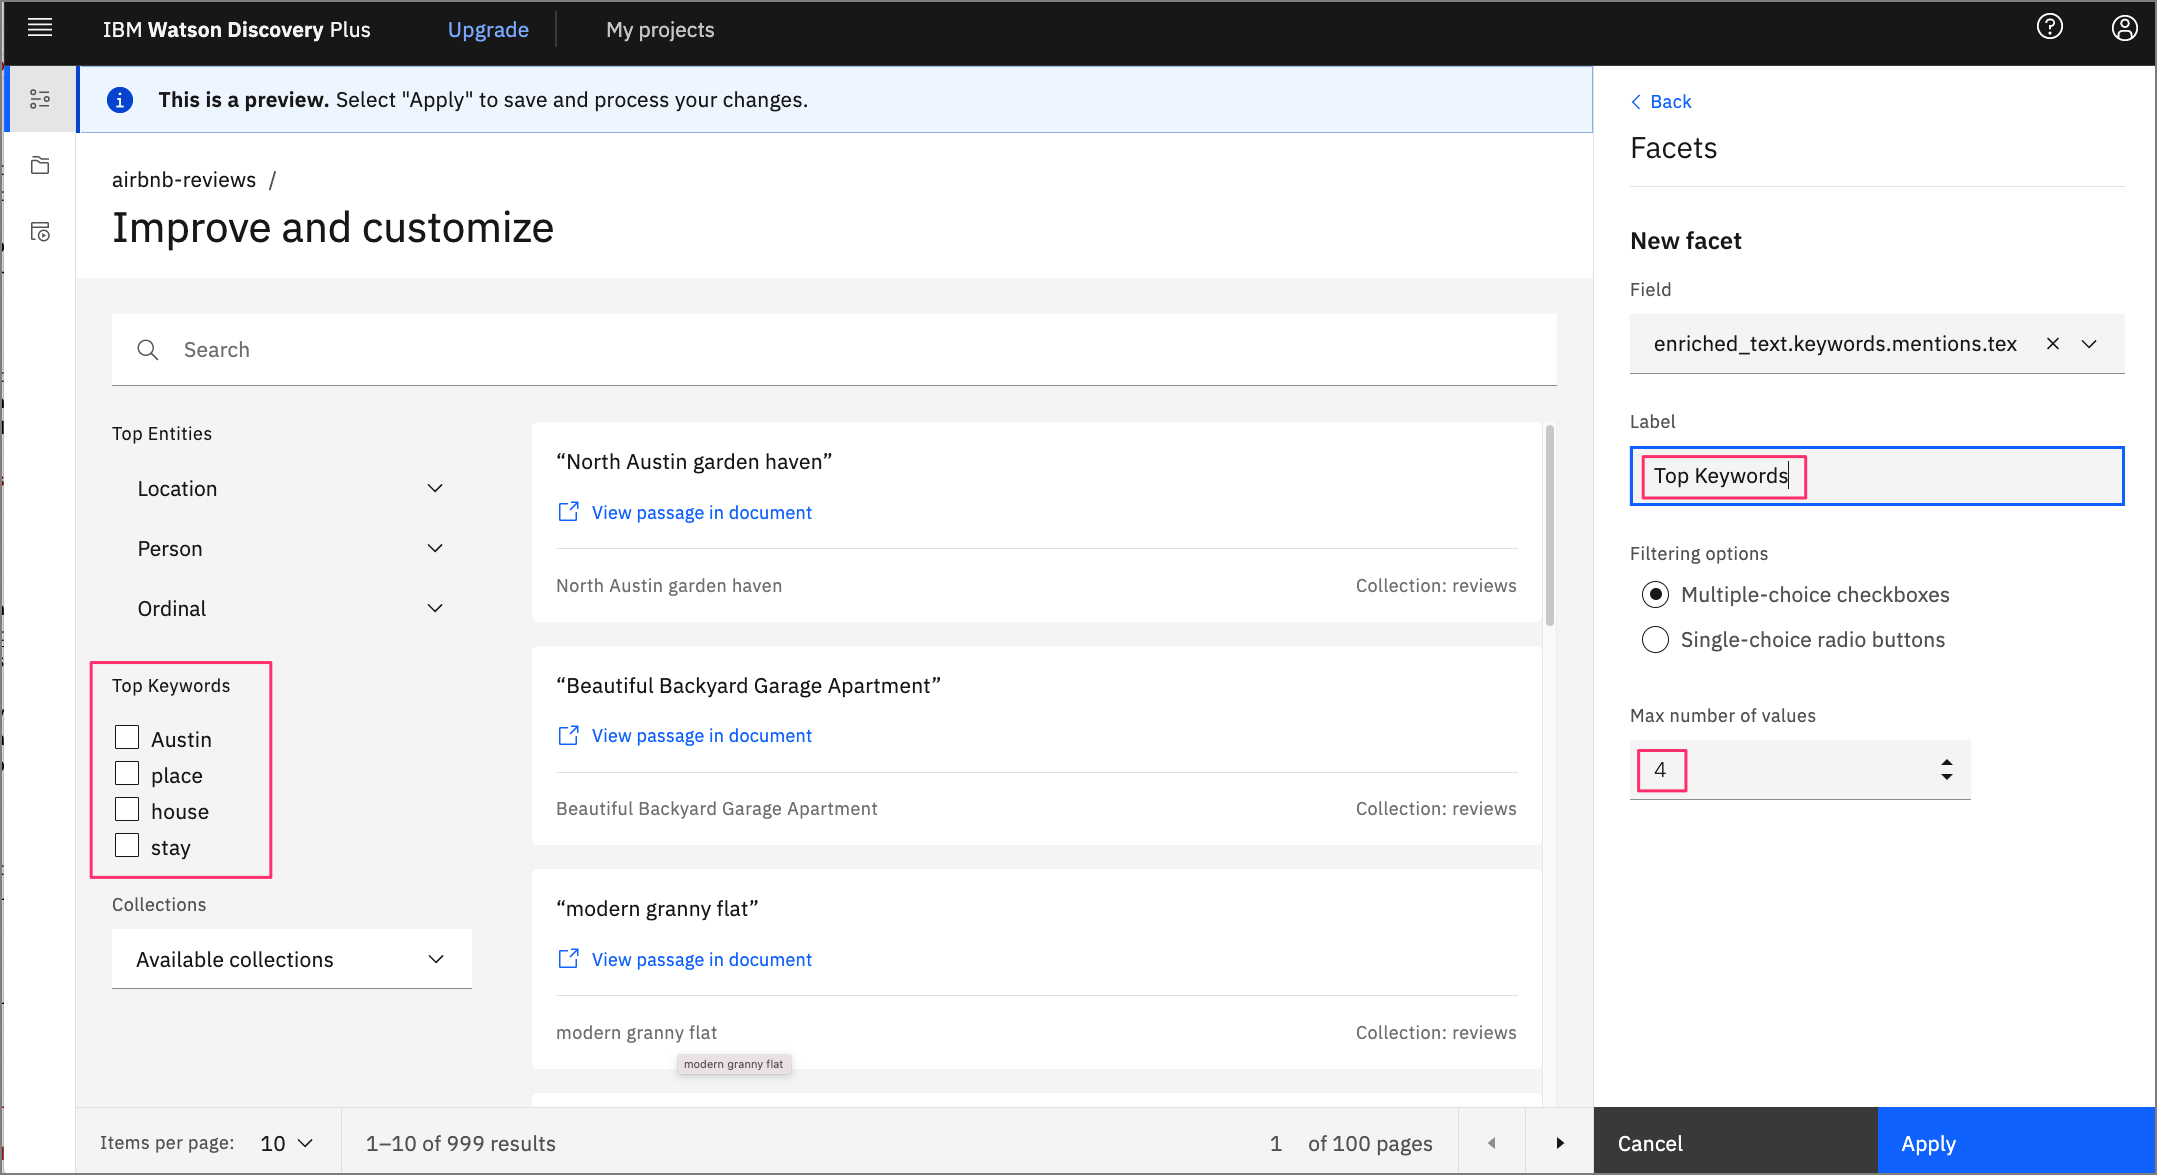 IBM Watson Discovery Plus
Upgrade
My projects
This is a preview. Select "Apply" to save and process your changes.
airbnb-reviews /
Improve and customize
Search
Top Entities
Location
Person
Ordinal
Top Keywords
Austin
place
house
stay
Collections
Available collections
“North Austin garden haven”
View passage in document
North Austin garden haven
Collection: reviews
“Beautiful Backyard Garage Apartment”
View passage in document
Beautiful Backyard Garage Apartment
Collection: reviews
“modern granny flat”
View passage in document
modern granny flat
Collection: reviews
modern granny flat
Items per page: 10
1–10 of 999 results
1 of 100 pages
Back
Facets
New facet
Field
enriched_text.keywords.mentions.tex
Label
Top Keywords
Filtering options
Multiple-choice checkboxes
Single-choice radio buttons
Max number of values
4
Cancel
Apply